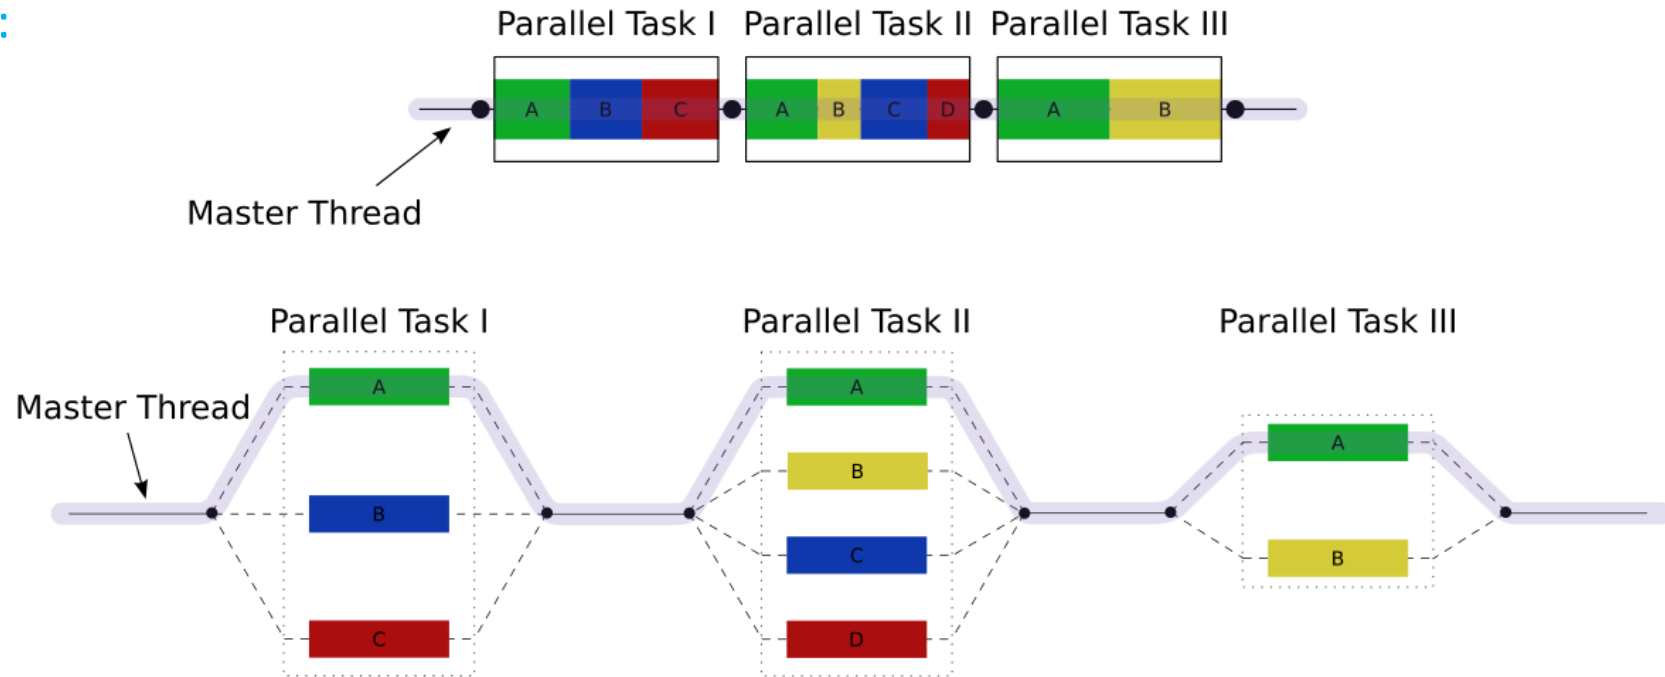 :
Parallel Task I Parallel Task II Parallel Task III
A B C A B C D A B
Master Thread
Parallel Task I Parallel Task II Parallel Task III
A A
Master Thread
A
B
B
C B
C D